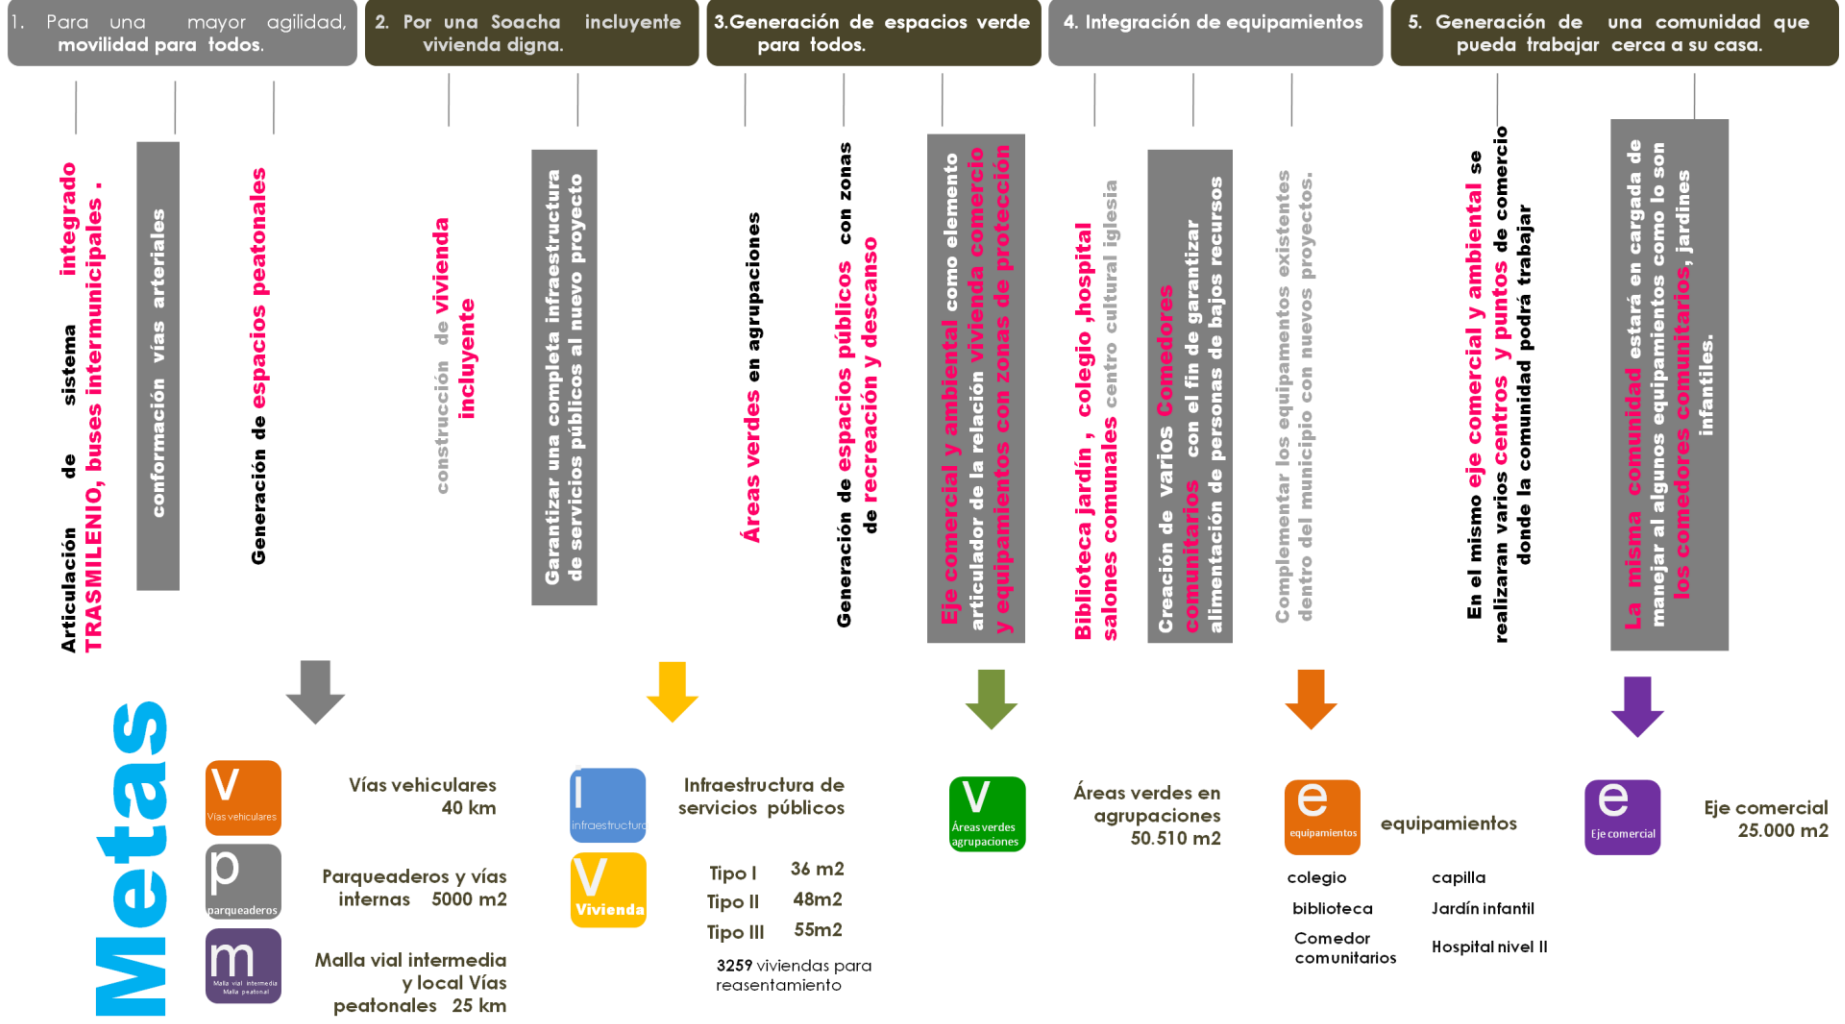 1. Para una mayor agilidad,
movilidad para todos.
2. Por una Soacha incluyente
vivienda digna.
3.Generación de espacios verde
para todos.
4. Integración de equipamientos
5. Generación de una comunidad que
pueda trabajar cerca a su casa.
Articulación de sistema integrado
TRASMILENIO, buses intermunicipales .
conformación vías arteriales
Generación de espacios peatonales
construcción de vivienda
incluyente
Garantizar una completa infraestructura
de servicios públicos al nuevo proyecto
Áreas verdes en agrupaciones
Generación de espacios públicos con zonas
de recreación y descanso
Eje comercial y ambiental como elemento
articulador de la relación vivienda comercio
y equipamientos con zonas de protección
Biblioteca jardín , colegio ,hospital
salones comunales centro cultural iglesia
Creación de varios Comedores
comunitarios con el fin de garantizar
alimentación de personas de bajos recursos
Complementar los equipamentos existentes
dentro del municipio con nuevos proyectos.
En el mismo eje comercial y ambiental se
realizaran varios centros y puntos de comercio
donde la comunidad podrá trabajar
La misma comunidad estará en cargada de
manejar al algunos equipamientos como lo son
los comedores comunitarios, jardines
infantiles.
Metas
v
Vías vehiculares
Vías vehiculares
40 km
p
parqueaderos
Parqueaderos y vías
internas 5000 m2
m
Malla vial intermedia
Malla peatonal
Malla vial intermedia
y local Vías
peatonales 25 km
i
infraestructura
Infraestructura de
servicios públicos
V
Vivienda
Tipo I 36 m2
Tipo II 48m2
Tipo III 55m2
3259 viviendas para
reasentamiento
V
Áreas verdes
agrupaciones
Áreas verdes en
agrupaciones
50.510 m2
e
equipamientos
equipamientos
colegio capilla
biblioteca Jardín infantil
Comedor
comunitarios
Hospital nivel II
e
Eje comercial
Eje comercial
25.000 m2